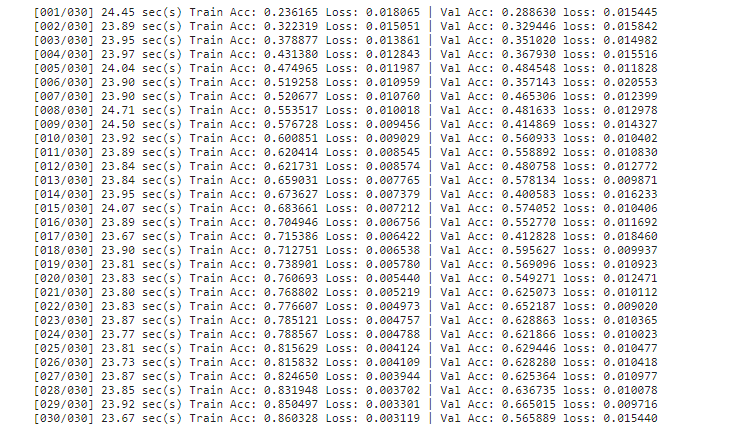 [001/030] 24.45 sec(s) Train Acc: 0.236165 Loss: 0.018065 | Val Acc: 0.288630 loss: 0.015445
[002/030] 23.89 sec(s) Train Acc: 0.322319 Loss: 0.015051 | Val Acc: 0.329446 loss: 0.015842
[003/030] 23.95 sec(s) Train Acc: 0.378877 Loss: 0.013861 | Val Acc: 0.351020 loss: 0.014982
[004/030] 23.97 sec(s) Train Acc: 0.431380 Loss: 0.012843 | Val Acc: 0.367930 loss: 0.015516
[005/030] 24.04 sec(s) Train Acc: 0.474965 Loss: 0.011987 | Val Acc: 0.484548 loss: 0.011828
[006/030] 23.90 sec(s) Train Acc: 0.519258 Loss: 0.010959 | Val Acc: 0.357143 loss: 0.020553
[007/030] 23.90 sec(s) Train Acc: 0.520677 Loss: 0.010760 | Val Acc: 0.465306 loss: 0.012399
[008/030] 24.71 sec(s) Train Acc: 0.553517 Loss: 0.010018 | Val Acc: 0.481633 loss: 0.012978
[009/030] 24.50 sec(s) Train Acc: 0.576728 Loss: 0.009456 | Val Acc: 0.414869 loss: 0.014327
[010/030] 23.92 sec(s) Train Acc: 0.600851 Loss: 0.009029 | Val Acc: 0.560933 loss: 0.010402
[011/030] 23.89 sec(s) Train Acc: 0.620414 Loss: 0.008545 | Val Acc: 0.558892 loss: 0.010830
[012/030] 23.84 sec(s) Train Acc: 0.621731 Loss: 0.008574 | Val Acc: 0.480758 loss: 0.012772
[013/030] 23.84 sec(s) Train Acc: 0.659031 Loss: 0.007765 | Val Acc: 0.578134 loss: 0.009871
[014/030] 23.95 sec(s) Train Acc: 0.673627 Loss: 0.007379 | Val Acc: 0.400583 loss: 0.016233
[015/030] 24.07 sec(s) Train Acc: 0.683661 Loss: 0.007212 | Val Acc: 0.574052 loss: 0.010406
[016/030] 23.89 sec(s) Train Acc: 0.704946 Loss: 0.006756 | Val Acc: 0.552770 loss: 0.011692
[017/030] 23.67 sec(s) Train Acc: 0.715386 Loss: 0.006422 | Val Acc: 0.412828 loss: 0.018460
[018/030] 23.90 sec(s) Train Acc: 0.712751 Loss: 0.006538 | Val Acc: 0.595627 loss: 0.009937
[019/030] 23.81 sec(s) Train Acc: 0.738901 Loss: 0.005780 | Val Acc: 0.569096 loss: 0.010923
[020/030] 23.83 sec(s) Train Acc: 0.760693 Loss: 0.005440 | Val Acc: 0.549271 loss: 0.012471
[021/030] 23.80 sec(s) Train Acc: 0.768802 Loss: 0.005219 | Val Acc: 0.625073 loss: 0.010112
[022/030] 23.83 sec(s) Train Acc: 0.776607 Loss: 0.004973 | Val Acc: 0.652187 loss: 0.009020
[023/030] 23.87 sec(s) Train Acc: 0.785121 Loss: 0.004757 | Val Acc: 0.628863 loss: 0.010365
[024/030] 23.77 sec(s) Train Acc: 0.788567 Loss: 0.004788 | Val Acc: 0.621866 loss: 0.010023
[025/030] 23.81 sec(s) Train Acc: 0.815629 Loss: 0.004124 | Val Acc: 0.629446 loss: 0.010477
[026/030] 23.73 sec(s) Train Acc: 0.815832 Loss: 0.004109 | Val Acc: 0.628280 loss: 0.010418
[027/030] 23.87 sec(s) Train Acc: 0.824650 Loss: 0.003944 | Val Acc: 0.625364 loss: 0.010977
[028/030] 23.85 sec(s) Train Acc: 0.831948 Loss: 0.003702 | Val Acc: 0.636735 loss: 0.010078
[029/030] 23.92 sec(s) Train Acc: 0.850497 Loss: 0.003301 | Val Acc: 0.665015 loss: 0.009716
[030/030] 23.67 sec(s) Train Acc: 0.860328 Loss: 0.003119 | Val Acc: 0.565889 loss: 0.015440